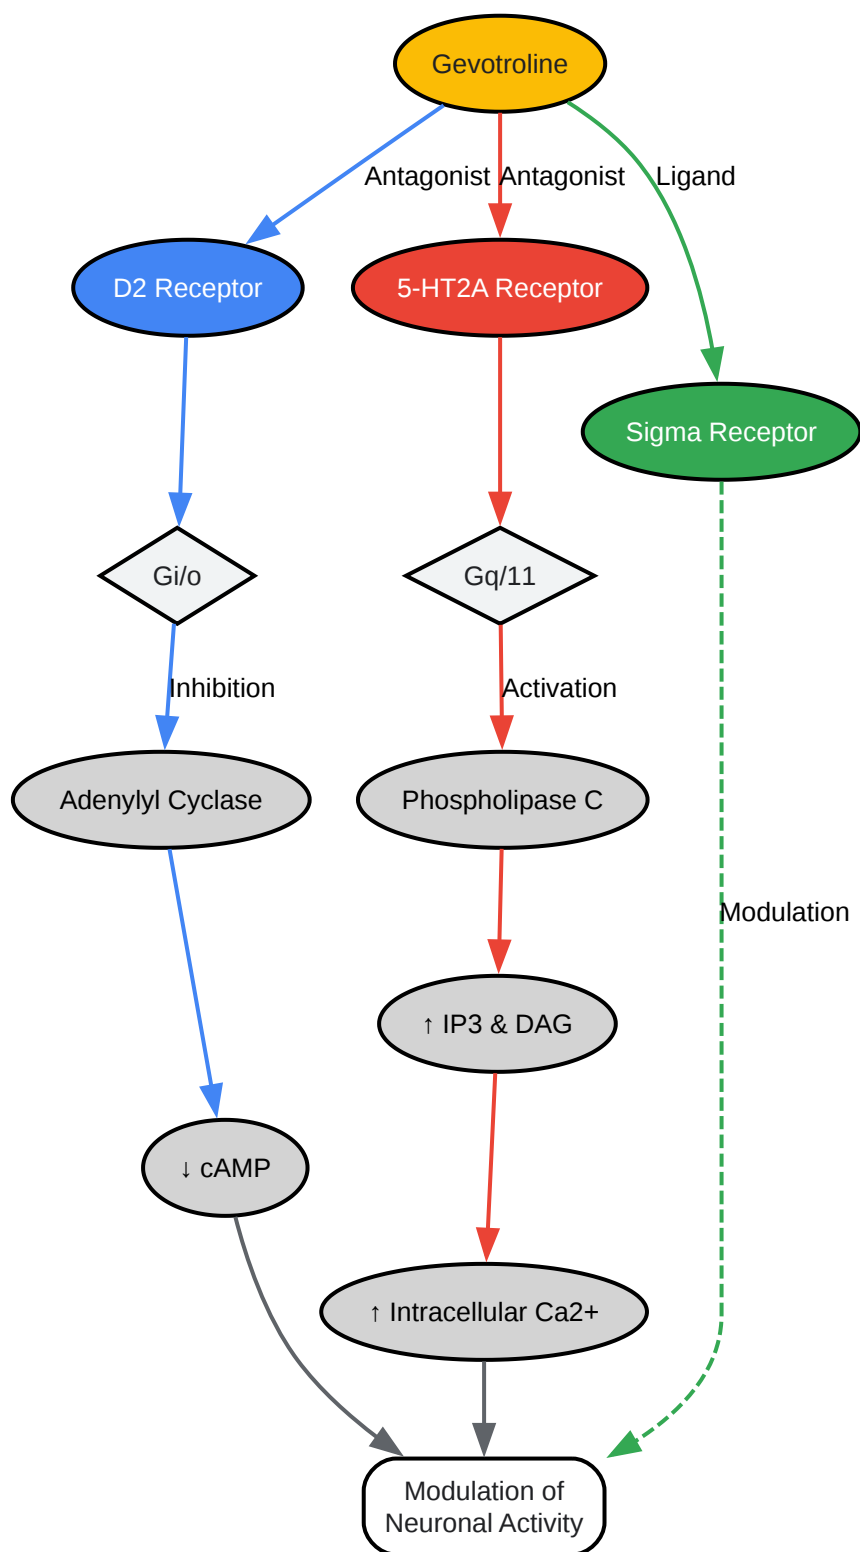 Gevotroline
Antagonist
Antagonist
Ligand
D2 Receptor
5-HT2A Receptor
Sigma Receptor
Gi/o
Gq/11
Inhibition
Activation
Adenylyl Cyclase
Phospholipase C
Modulation
↑ IP3 & DAG
↓ cAMP
↑ Intracellular Ca2+
Modulation of
Neuronal Activity